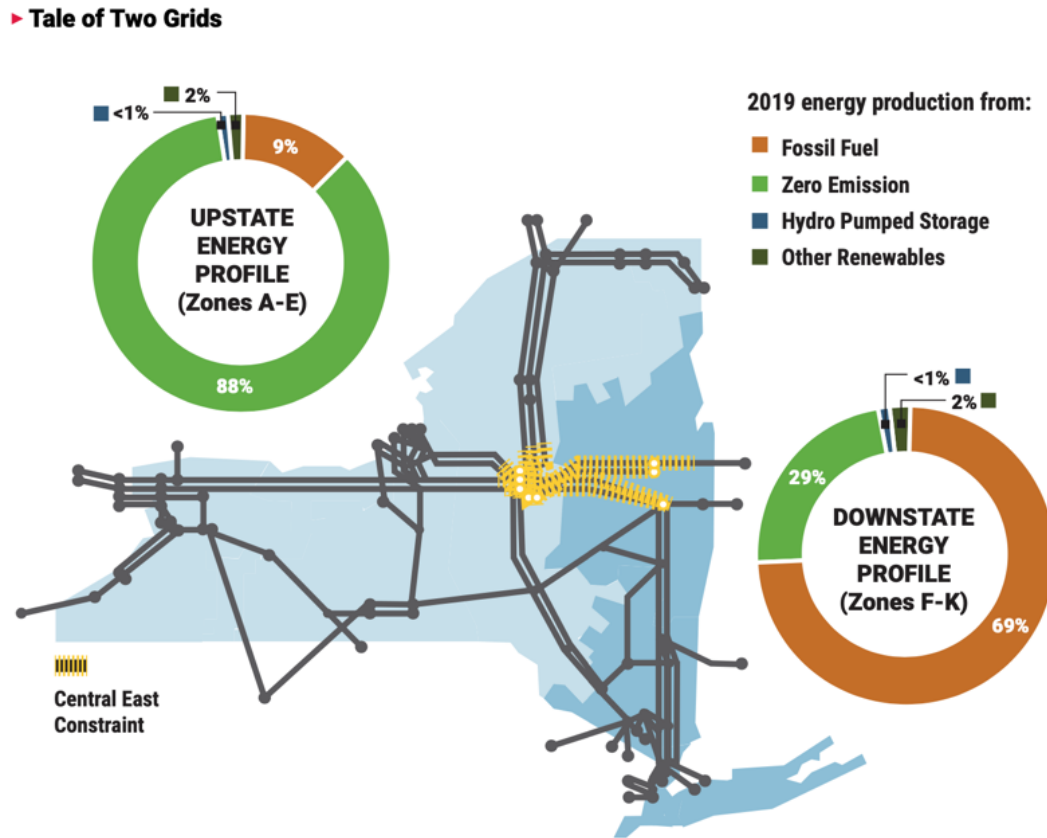 Tale of Two Grids
2%
<1%
9%
UPSTATE
ENERGY
PROFILE
(Zones A-E)
88%
2019 energy production from:
Fossil Fuel
Zero Emission
Hydro Pumped Storage
Other Renewables
<1%
2%
29%
DOWNSTATE
ENERGY
PROFILE
(Zones F-K)
69%
Central East
Constraint